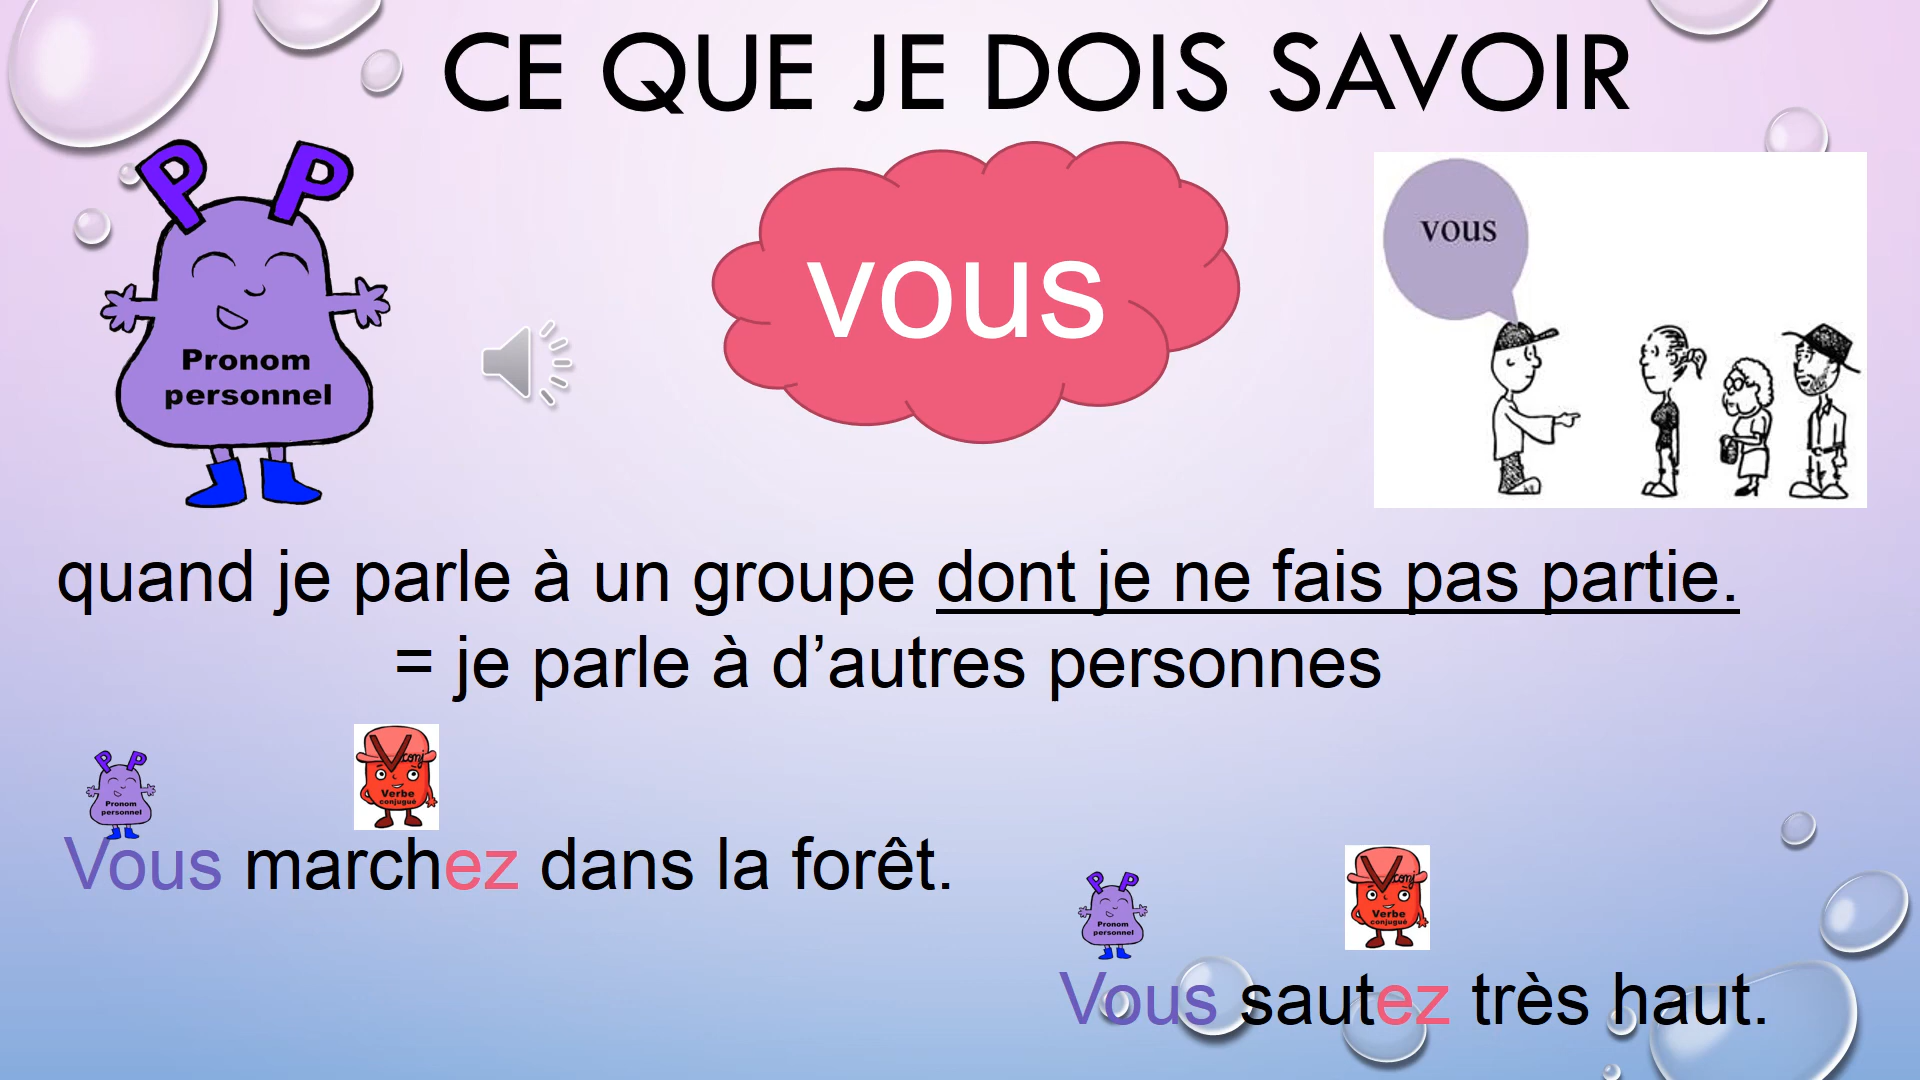 CE QUE JE DOIS SAVOIR
P P
Pronom
personnel
vous
vous
quand je parle à un groupe dont je ne fais pas partie.
= je parle à d’autres personnes
P P
Pronom
personnel
V conj
Verbe
conjugué
Vous marchez dans la forêt.
P P
Pronom
personnel
V conj
Verbe
conjugué
Vous sautez très haut.